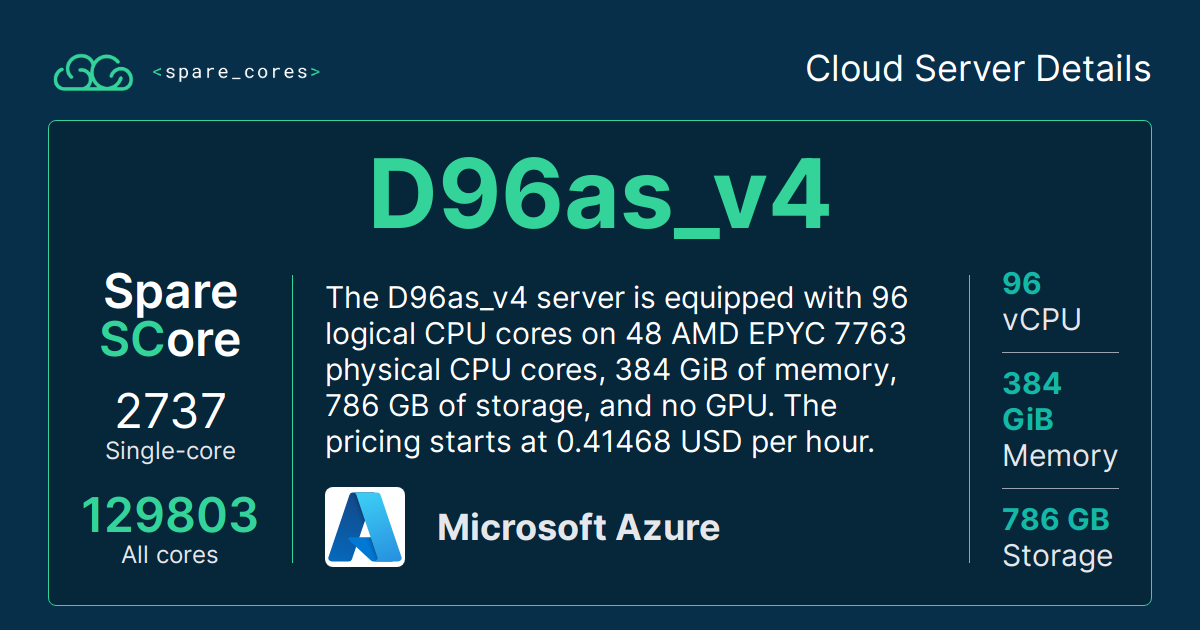 <spare_cores>
Cloud Server Details
D96as_v4
Spare
SCore
2737
Single-core
129803
All cores
The D96as_v4 server is equipped with 96
logical CPU cores on 48 AMD EPYC 7763
physical CPU cores, 384 GiB of memory,
786 GB of storage, and no GPU. The
pricing starts at 0.41468 USD per hour.
Microsoft Azure
96
vCPU
384
GiB
Memory
786 GB
Storage